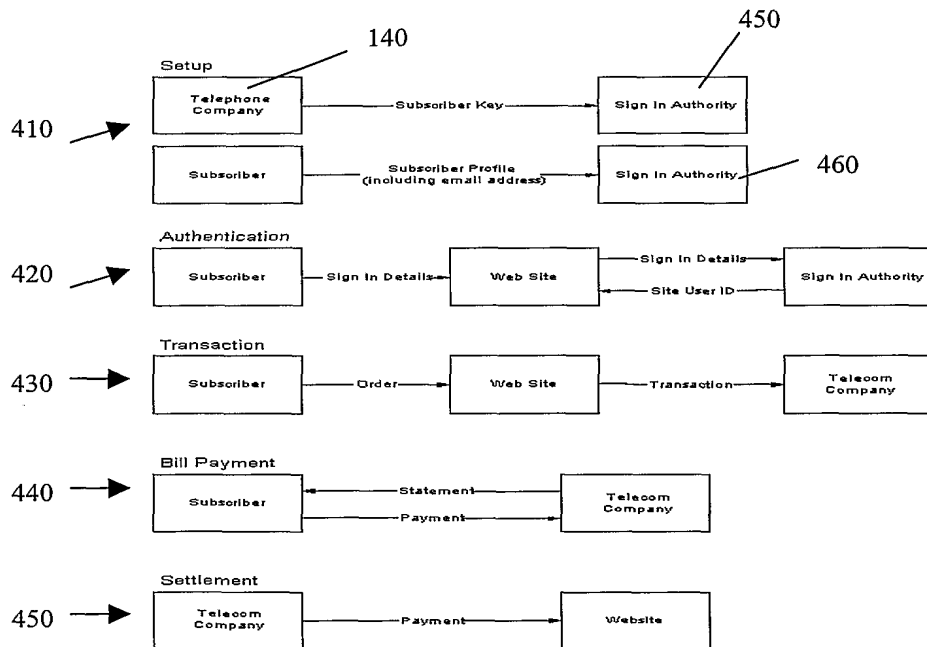 140
450
Setup
Telephone
Company
Subscriber Key
Sign In Authority
410
Subscriber
Subscriber Profile
(including email address)
Sign In Authority
460
Authentication
420
Subscriber
Sign In Details
Web Site
Sign In Details
Site User ID
Sign In Authority
Transaction
430
Subscriber
Order
Web Site
Transaction
Telecom
Company
Bill Payment
440
Subscriber
Statement
Payment
Telecom
Company
Settlement
450
Telecom
Company
Payment
Website